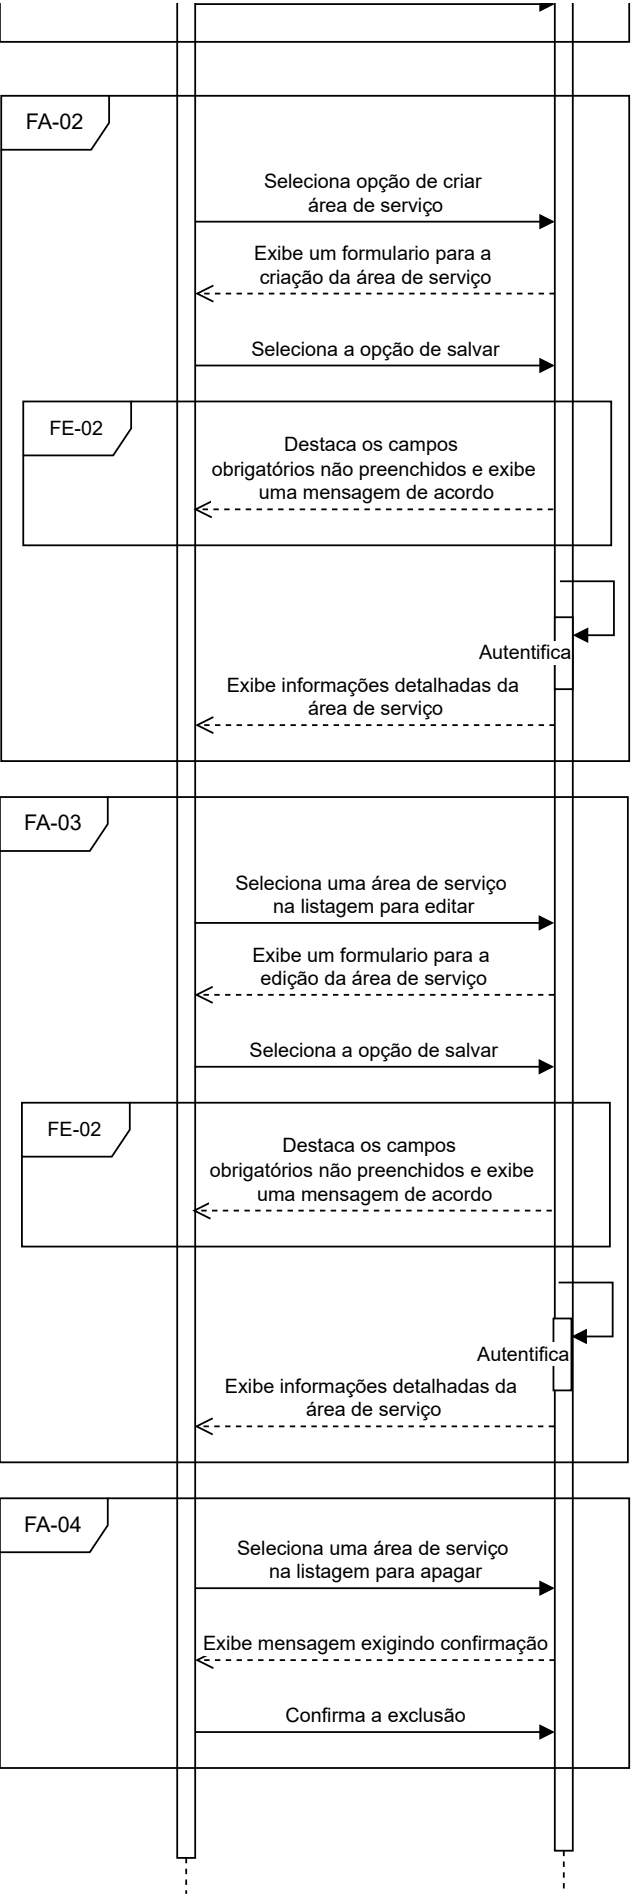 FA-02
Seleciona opção de criar
área de serviço
Exibe um formulario para a
criação da área de serviço
Seleciona a opção de salvar
FE-02
Destaca os campos
obrigatórios não preenchidos e exibe
uma mensagem de acordo
Autentifica
Exibe informações detalhadas da
área de serviço
FA-03
Seleciona uma área de serviço
na listagem para editar
Exibe um formulario para a
edição da área de serviço
Seleciona a opção de salvar
FE-02
Destaca os campos
obrigatórios não preenchidos e exibe
uma mensagem de acordo
Autentifica
Exibe informações detalhadas da
área de serviço
FA-04
Seleciona uma área de serviço
na listagem para apagar
Exibe mensagem exigindo confirmação
Confirma a exclusão